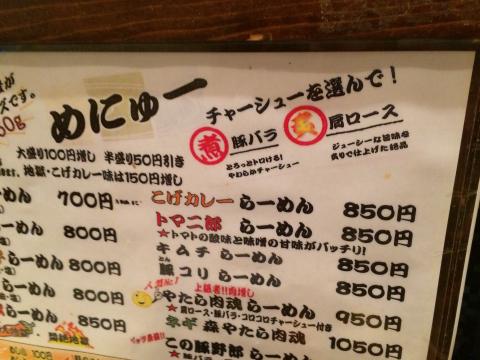 めにゅー
チャーシューを選んで！
煮 豚バラ
とろっとトロける！
やわらかチャーシュー
炙 肩ロース
ジューシーな旨味を
炙りで仕上げた絶品
大盛り100円増し 半盛り50円引き
地獄・こげカレー味は150円増し
らーめん 700円
らーめん 800円
らーめん 800円
らーめん 800円
らーめん 800円
こげカレー らーめん 850円
トマ二郎 らーめん 850円
★トマトの酸味と味噌の甘味がバッチリ！
キムチ らーめん 850円
豚コリ らーめん 850円
人気No.1
上級者!!肉増し
やたら肉魂 らーめん 950円
★肩ロース・豚バラ・コロコロチャーシュー付き
ネギ森やたら肉魂 1050円
この豚野郎 らーめん